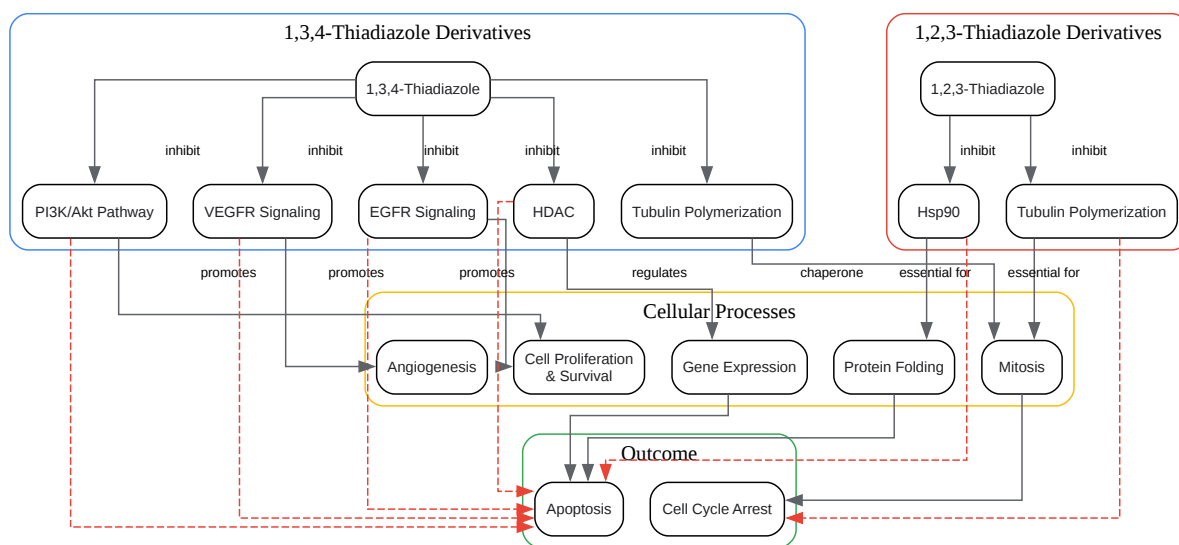 1,3,4-Thiadiazole Derivatives
1,2,3-Thiadiazole Derivatives
1,3,4-Thiadiazole
1,2,3-Thiadiazole
inhibit
inhibit
inhibit
inhibit
inhibit
inhibit
inhibit
PI3K/Akt Pathway
VEGFR Signaling
EGFR Signaling
HDAC
Tubulin Polymerization
Hsp90
Tubulin Polymerization
promotes
promotes
promotes
regulates
chaperone
essential for
essential for
Cellular Processes
Angiogenesis
Cell Proliferation
& Survival
Gene Expression
Protein Folding
Mitosis
Outcome
Apoptosis
Cell Cycle Arrest